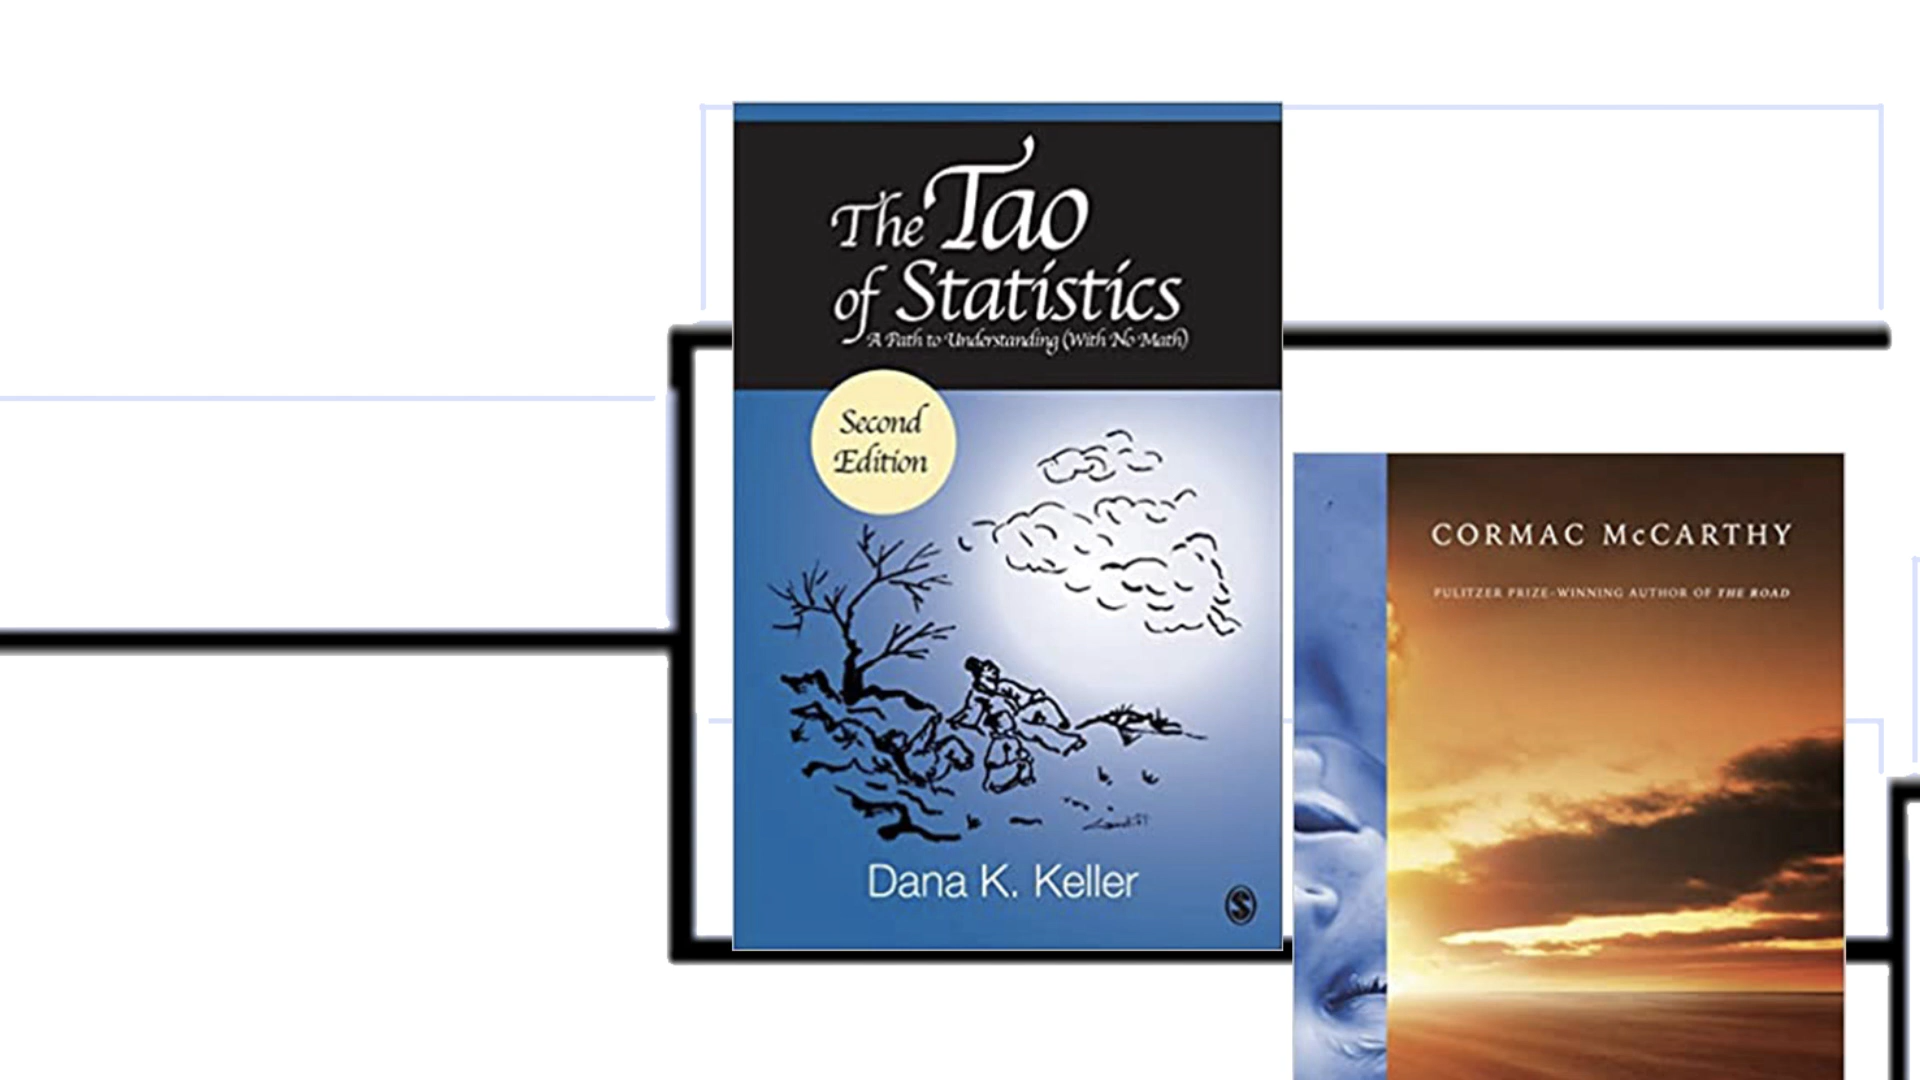 The Tao
of Statistics
A Path to Understanding (With No Math)
Second
Edition
Dana K. Keller
S
CORMAC McCARTHY
PULITZER PRIZE-WINNING AUTHOR OF THE ROAD